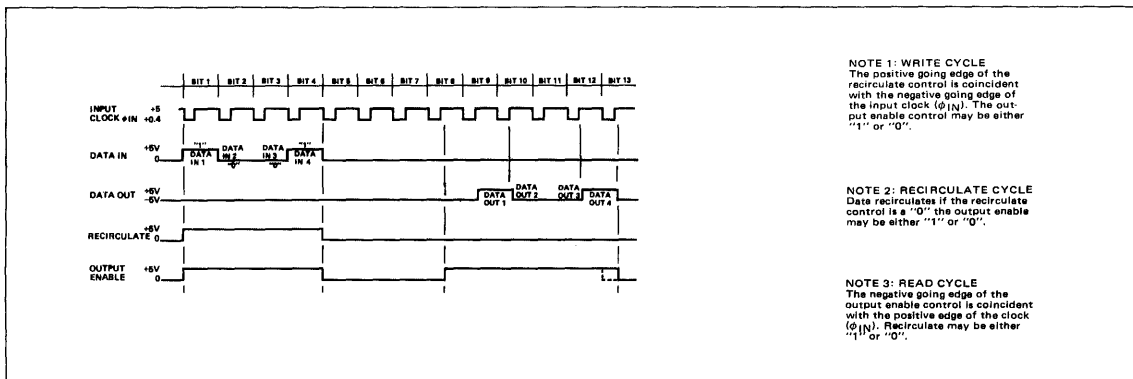 BIT 1 BIT 2 BIT 3 BIT 4 BIT 5 BIT 6 BIT 7 BIT 8 BIT 9 BIT 10 BIT 11 BIT 12 BIT 13
INPUT +5
CLOCK φIN +0.4
DATA IN +5V
0
"1" DATA IN 1
DATA IN 2 "0"
DATA IN 3 "0"
"1" DATA IN 4
DATA OUT +5V
−5V
DATA OUT 1
DATA OUT 2
DATA OUT 3
DATA OUT 4
RECIRCULATE +5V
0
OUTPUT ENABLE +5V
0
NOTE 1: WRITE CYCLE
The positive going edge of the
recirculate control is coincident
with the negative going edge of
the input clock (φIN). The out-
put enable control may be either
"1" or "0".
NOTE 2: RECIRCULATE CYCLE
Data recirculates if the recirculate
control is a "0" the output enable
may be either "1" or "0".
NOTE 3: READ CYCLE
The negative going edge of the
output enable control is coincident
with the positive edge of the clock
(φIN). Recirculate may be either
"1" or "0".